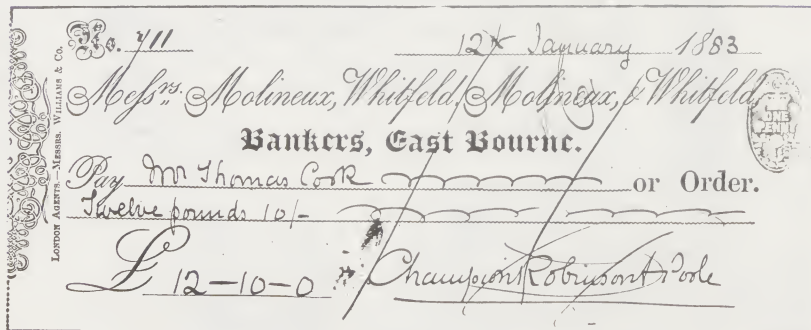 No. 711
12th January 1883
Messrs. Molineux, Whitfeld, Molineux, & Whitfeld,
Bankers, East Bourne.
Pay Mr Thomas Cook or Order.
Twelve pounds 10/-
£ 12-10-0
Champion Robinson & Poole
LONDON AGENTS.—MESSRS. WILLIAMS & Co.
ONE PENNY